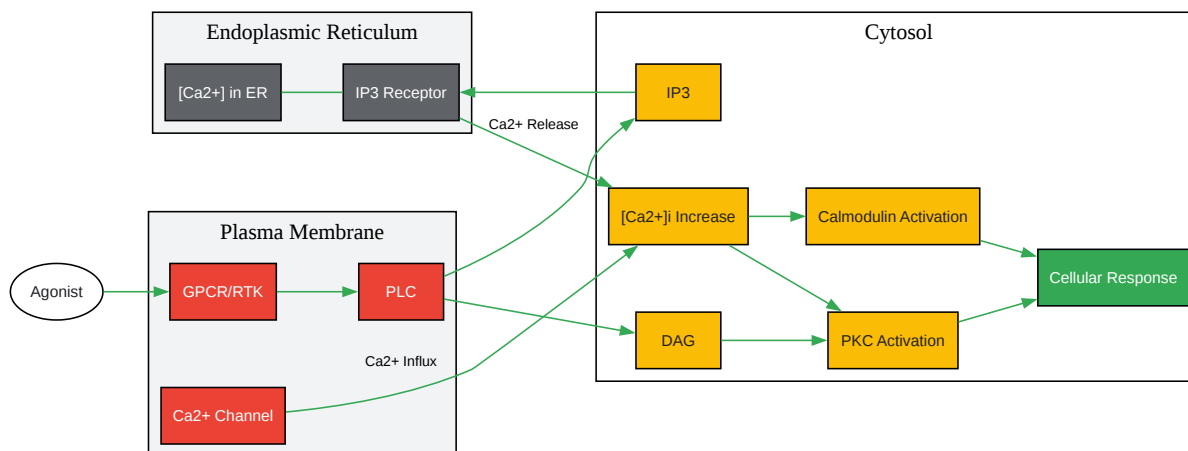 Endoplasmic Reticulum
[Ca2+] in ER
IP3 Receptor
Ca2+ Release
Cytosol
IP3
[Ca2+]i Increase
Calmodulin Activation
Cellular Response
DAG
PKC Activation
Plasma Membrane
Agonist
GPCR/RTK
PLC
Ca2+ Influx
Ca2+ Channel